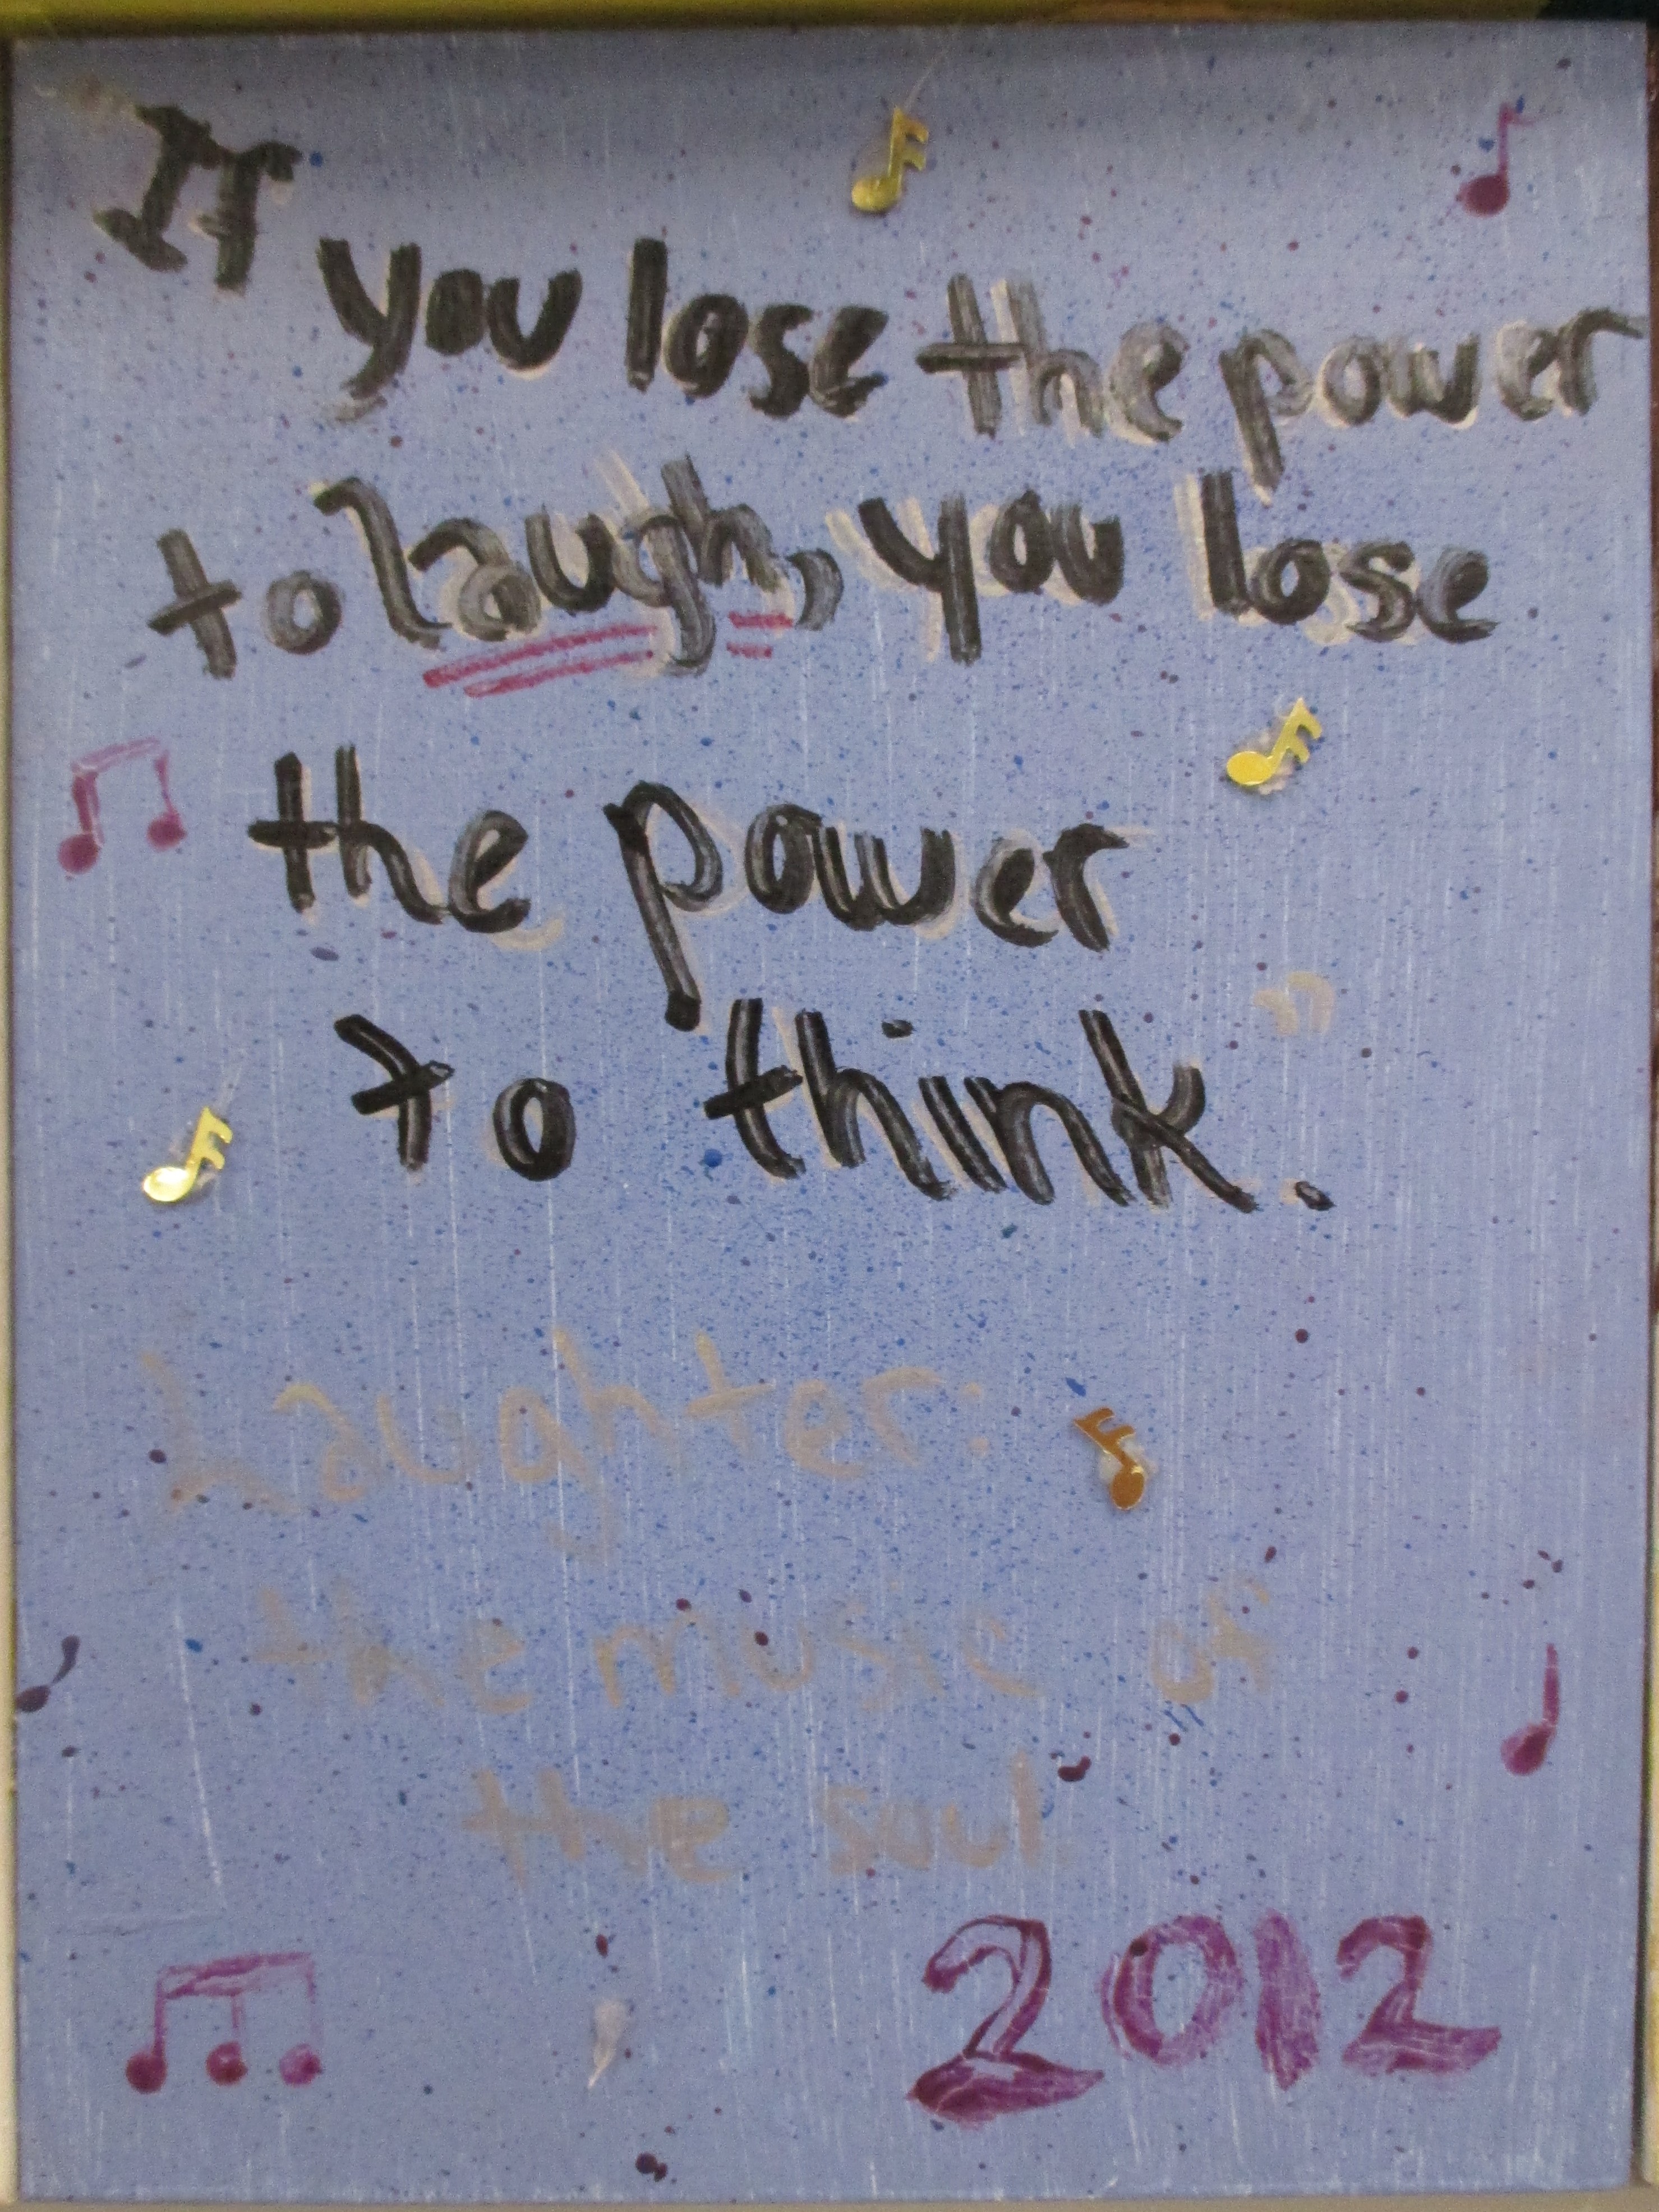 If
you lose the power
to laugh, you lose
the power
to think.
Laughter:
the music of
the soul.
2012